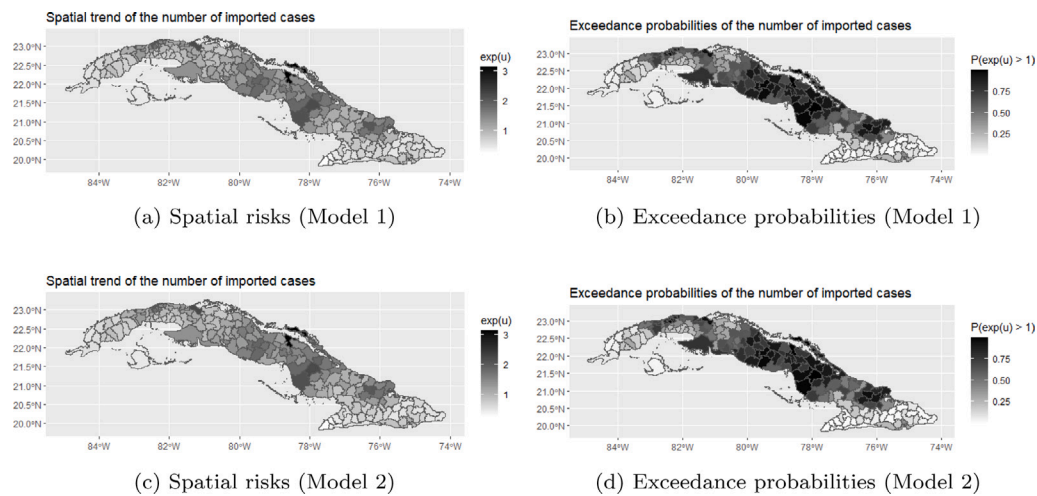 Spatial trend of the number of imported cases
23.0°N
22.5°N
22.0°N
21.5°N
21.0°N
20.5°N
20.0°N
84°W 82°W 80°W 78°W 76°W 74°W
exp(u)
3
2
1
(a) Spatial risks (Model 1)
Exceedance probabilities of the number of imported cases
23.0°N
22.5°N
22.0°N
21.5°N
21.0°N
20.5°N
20.0°N
84°W 82°W 80°W 78°W 76°W 74°W
P(exp(u) > 1)
0.75
0.50
0.25
(b) Exceedance probabilities (Model 1)
Spatial trend of the number of imported cases
23.0°N
22.5°N
22.0°N
21.5°N
21.0°N
20.5°N
20.0°N
84°W 82°W 80°W 78°W 76°W 74°W
exp(u)
3
2
1
(c) Spatial risks (Model 2)
Exceedance probabilities of the number of imported cases
23.0°N
22.5°N
22.0°N
21.5°N
21.0°N
20.5°N
20.0°N
84°W 82°W 80°W 78°W 76°W 74°W
P(exp(u) > 1)
0.75
0.50
0.25
(d) Exceedance probabilities (Model 2)